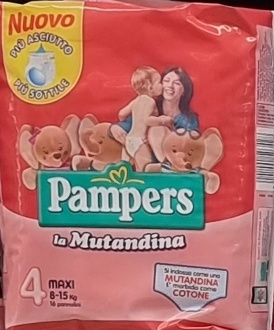 Nuovo
PIÙ ASCIUTTO
PIÙ SOTTILE
Pampers
la Mutandina
4 MAXI
8-15 Kg
16 pannolini
Si indossa come una
MUTANDINA
E' morbido come
COTONE